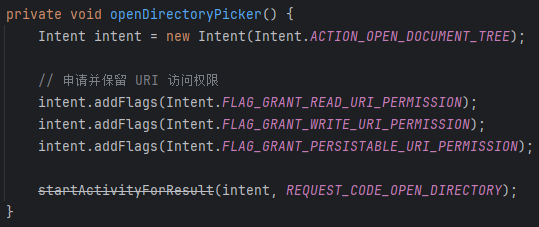 private void openDirectoryPicker() {
Intent intent = new Intent(Intent.ACTION_OPEN_DOCUMENT_TREE);
// 申请并保留 URI 访问权限
intent.addFlags(Intent.FLAG_GRANT_READ_URI_PERMISSION);
intent.addFlags(Intent.FLAG_GRANT_WRITE_URI_PERMISSION);
intent.addFlags(Intent.FLAG_GRANT_PERSISTABLE_URI_PERMISSION);
startActivityForResult(intent, REQUEST_CODE_OPEN_DIRECTORY);
}